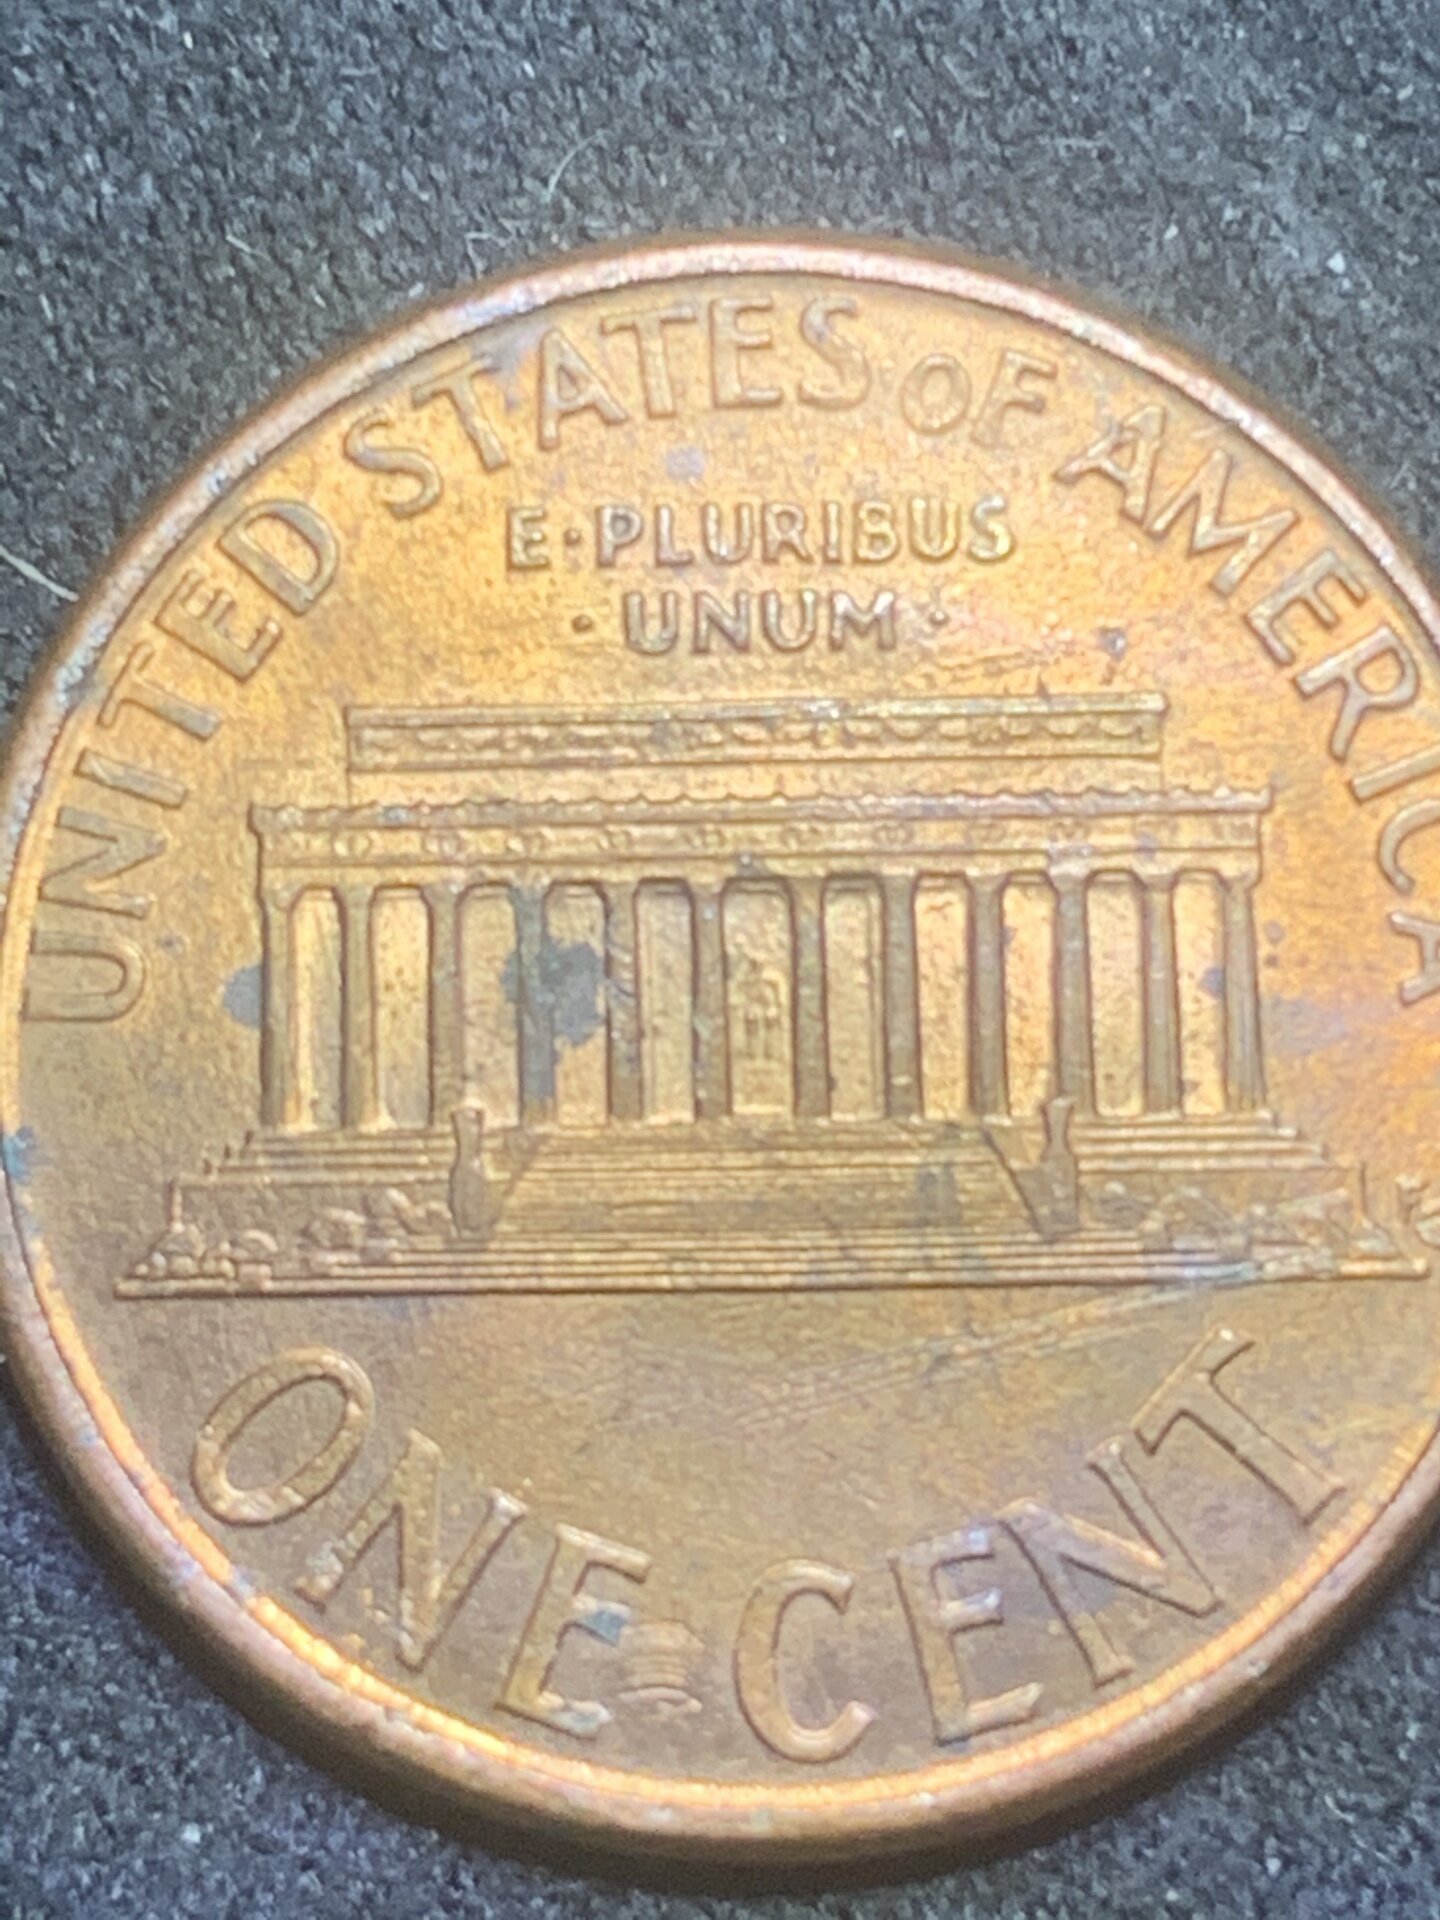 UNITED STATES OF AMERICA
E·PLURIBUS
·UNUM·
ONE CENT